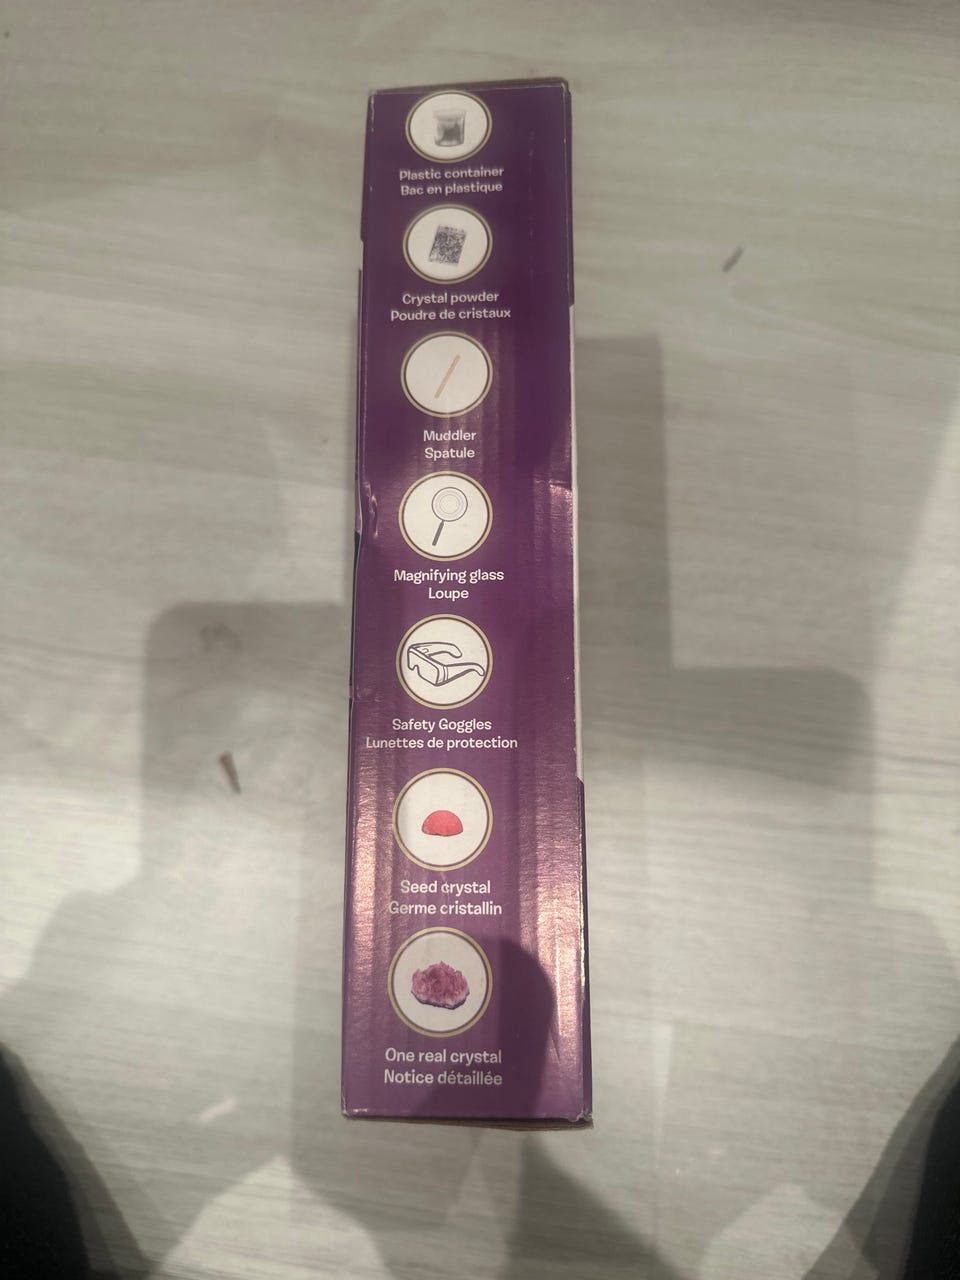 Plastic container
Bac en plastique
Crystal powder
Poudre de cristaux
Muddler
Spatule
Magnifying glass
Loupe
Safety Goggles
Lunettes de protection
Seed crystal
Germe cristallin
One real crystal
Notice détaillée